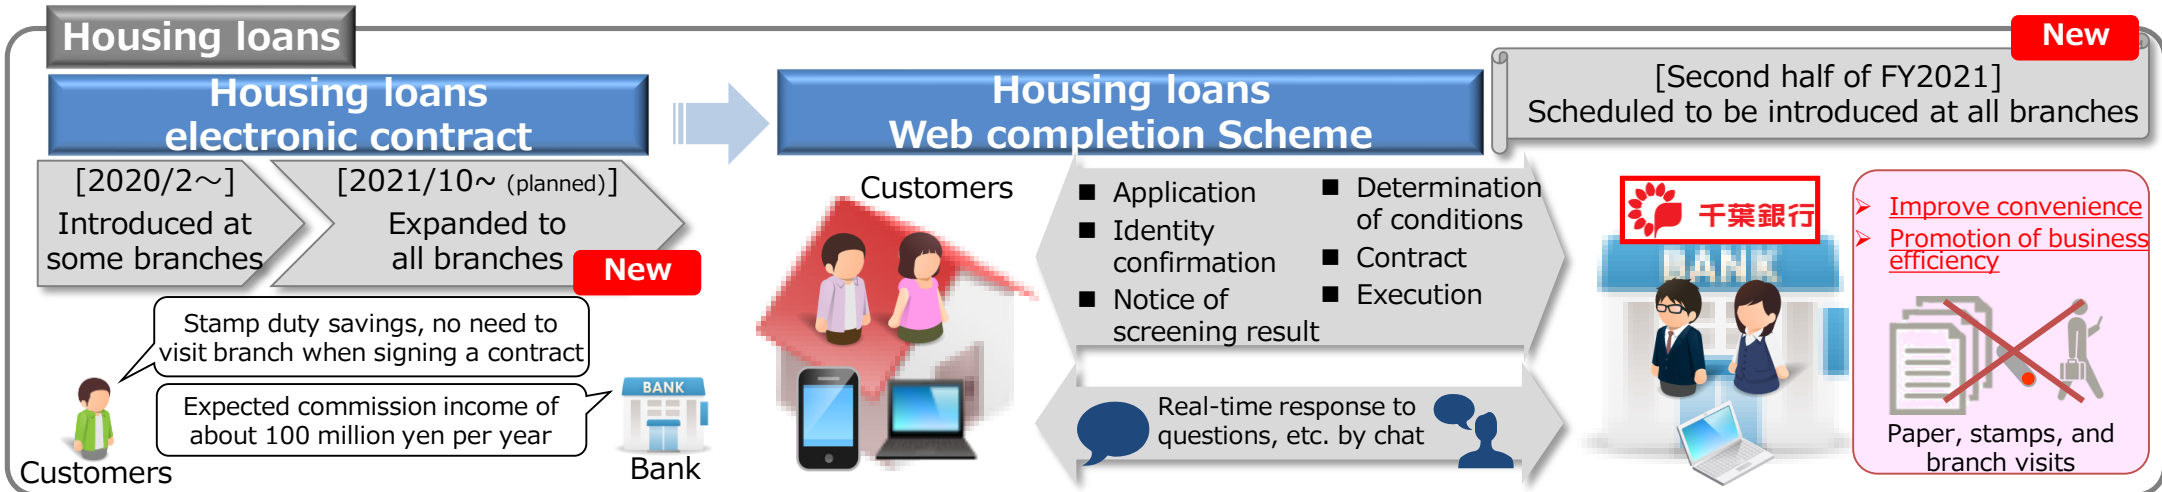 Housing loans
New
Housing loans
electronic contract
Housing loans
Web completion Scheme
[Second half of FY2021]
Scheduled to be introduced at all branches
[2020/2～]
Introduced at
some branches
[2021/10~ (planned)]
Expanded to
all branches
New
Stamp duty savings, no need to
visit branch when signing a contract
Expected commission income of
about 100 million yen per year
Customers
BANK
Bank
Customers
■ Application
■ Identity
confirmation
■ Notice of
screening result
■ Determination
of conditions
■ Contract
■ Execution
Real-time response to
questions, etc. by chat
千葉銀行
BANK
➢ Improve convenience
➢ Promotion of business
efficiency
Paper, stamps, and
branch visits